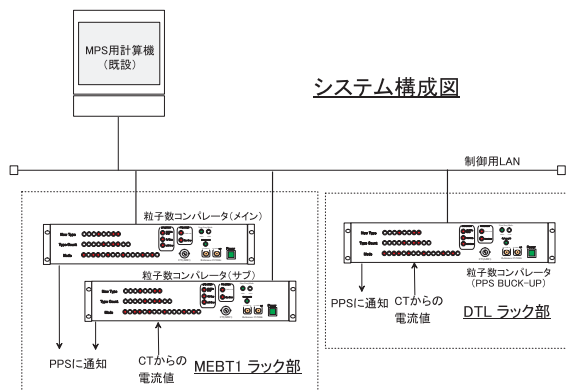 MPS用計算機
(既設)
システム構成図
制御用LAN
粒子数コンパレータ(メイン)
粒子数コンパレータ(サブ)
粒子数コンパレータ
(PPS BUCK-UP)
PPSに通知
CTからの
電流値
MEBT1 ラック部
PPSに通知
CTからの
電流値
DTL ラック部